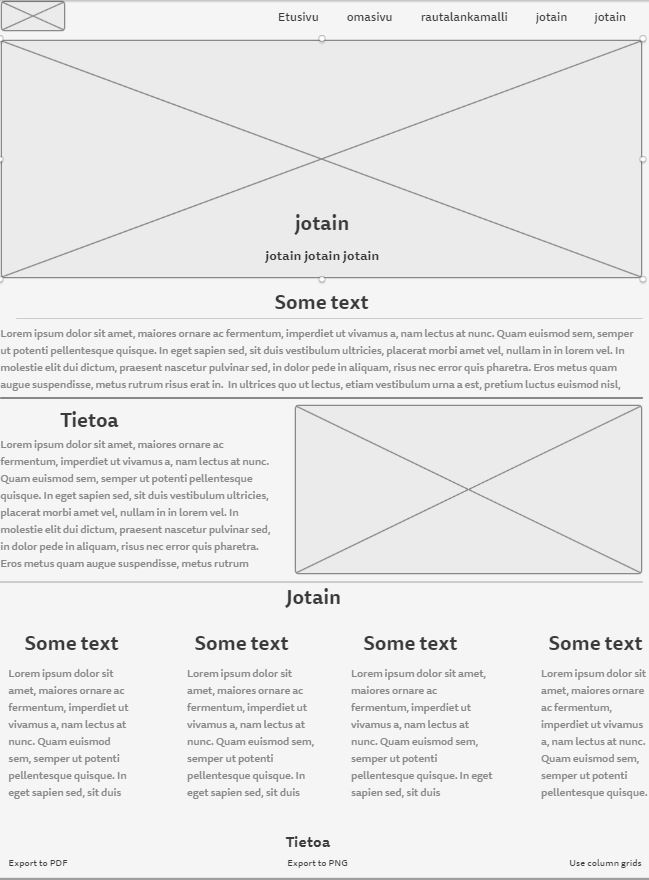 Etusivu omasivu rautalankamalli jotain jotain
jotain
jotain jotain jotain
Some text
Lorem ipsum dolor sit amet, maiores ornare ac fermentum, imperdiet ut vivamus a, nam lectus at nunc. Quam euismod sem, semper
ut potenti pellentesque quisque. In eget sapien sed, sit duis vestibulum ultricies, placerat morbi amet vel, nullam in in lorem vel. In
molestie elit dui dictum, praesent nascetur pulvinar sed, in dolor pede in aliquam, risus nec error quis pharetra. Eros metus quam
augue suspendisse, metus rutrum risus erat in. In ultrices quo ut lectus, etiam vestibulum urna a est, pretium luctus euismod nisl,
Tietoa
Lorem ipsum dolor sit amet, maiores ornare ac
fermentum, imperdiet ut vivamus a, nam lectus at nunc.
Quam euismod sem, semper ut potenti pellentesque
quisque. In eget sapien sed, sit duis vestibulum ultricies,
placerat morbi amet vel, nullam in in lorem vel. In
molestie elit dui dictum, praesent nascetur pulvinar sed,
in dolor pede in aliquam, risus nec error quis pharetra.
Eros metus quam augue suspendisse, metus rutrum
Jotain
Some text
Lorem ipsum dolor sit
amet, maiores ornare ac
fermentum, imperdiet ut
vivamus a, nam lectus at
nunc. Quam euismod
sem, semper ut potenti
pellentesque quisque. In
eget sapien sed, sit duis
Some text
Lorem ipsum dolor sit
amet, maiores ornare ac
fermentum, imperdiet ut
vivamus a, nam lectus at
nunc. Quam euismod sem,
semper ut potenti
pellentesque quisque. In
eget sapien sed, sit duis
Some text
Lorem ipsum dolor sit amet,
maiores ornare ac
fermentum, imperdiet ut
vivamus a, nam lectus at
nunc. Quam euismod sem,
semper ut potenti
pellentesque quisque. In eget
sapien sed, sit duis
Some text
Lorem ipsum dolor sit
amet, maiores ornare
ac fermentum,
imperdiet ut vivamus
a, nam lectus at nunc.
Quam euismod sem,
semper ut potenti
pellentesque quisque.
Tietoa
Export to PDF Export to PNG Use column grids